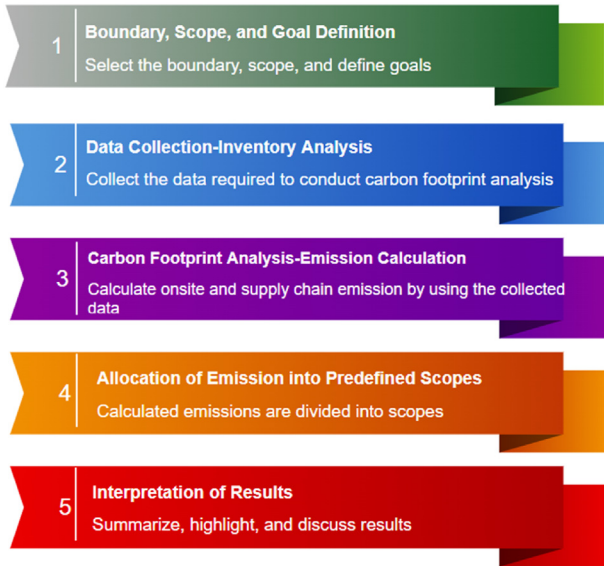 1
Boundary, Scope, and Goal Definition
Select the boundary, scope, and define goals
2
Data Collection-Inventory Analysis
Collect the data required to conduct carbon footprint analysis
3
Carbon Footprint Analysis-Emission Calculation
Calculate onsite and supply chain emission by using the collected
data
4
Allocation of Emission into Predefined Scopes
Calculated emissions are divided into scopes
5
Interpretation of Results
Summarize, highlight, and discuss results